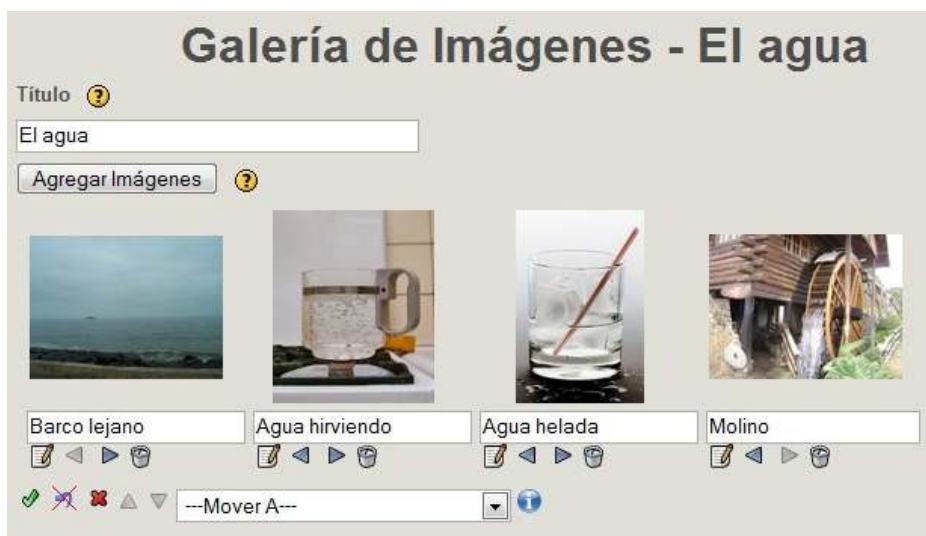 Galería de Imágenes - El agua
Título ?
El agua
Agregar Imágenes ?
Barco lejano Agua hirviendo Agua helada Molino
---Mover A--- i